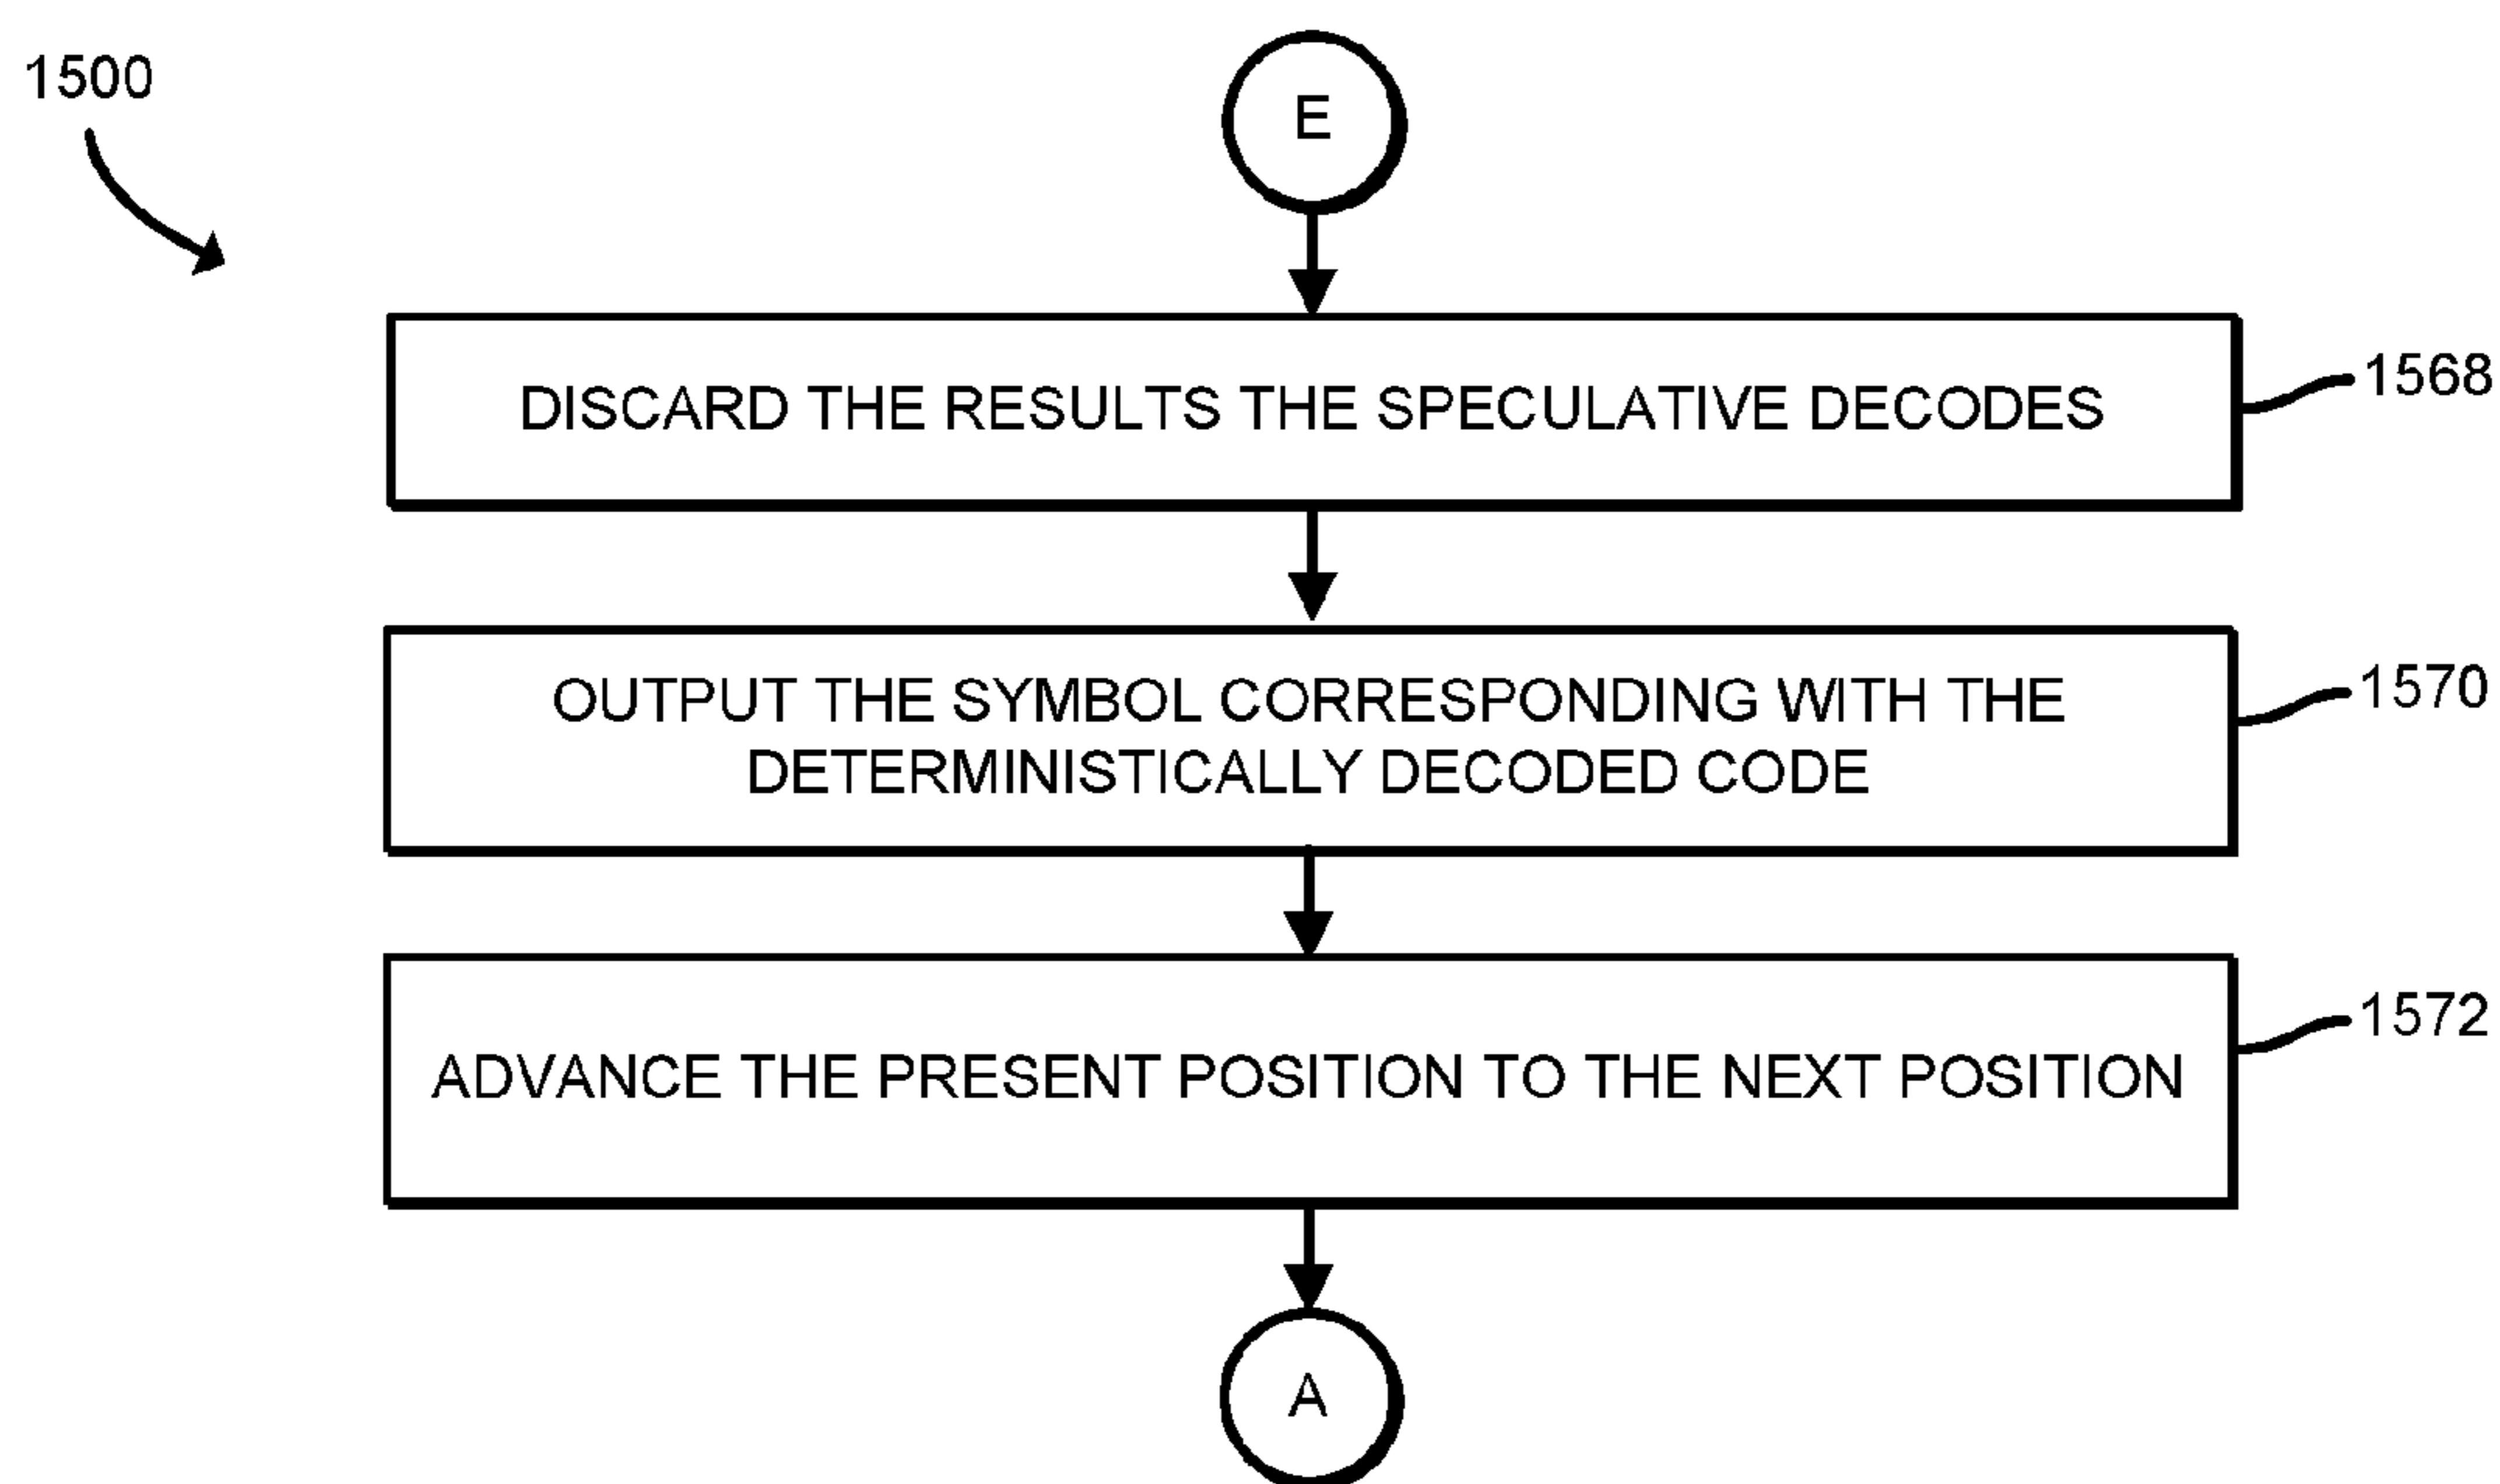 1500
E
DISCARD THE RESULTS THE SPECULATIVE DECODES
1568
OUTPUT THE SYMBOL CORRESPONDING WITH THE
DETERMINISTICALLY DECODED CODE
1570
ADVANCE THE PRESENT POSITION TO THE NEXT POSITION
1572
A